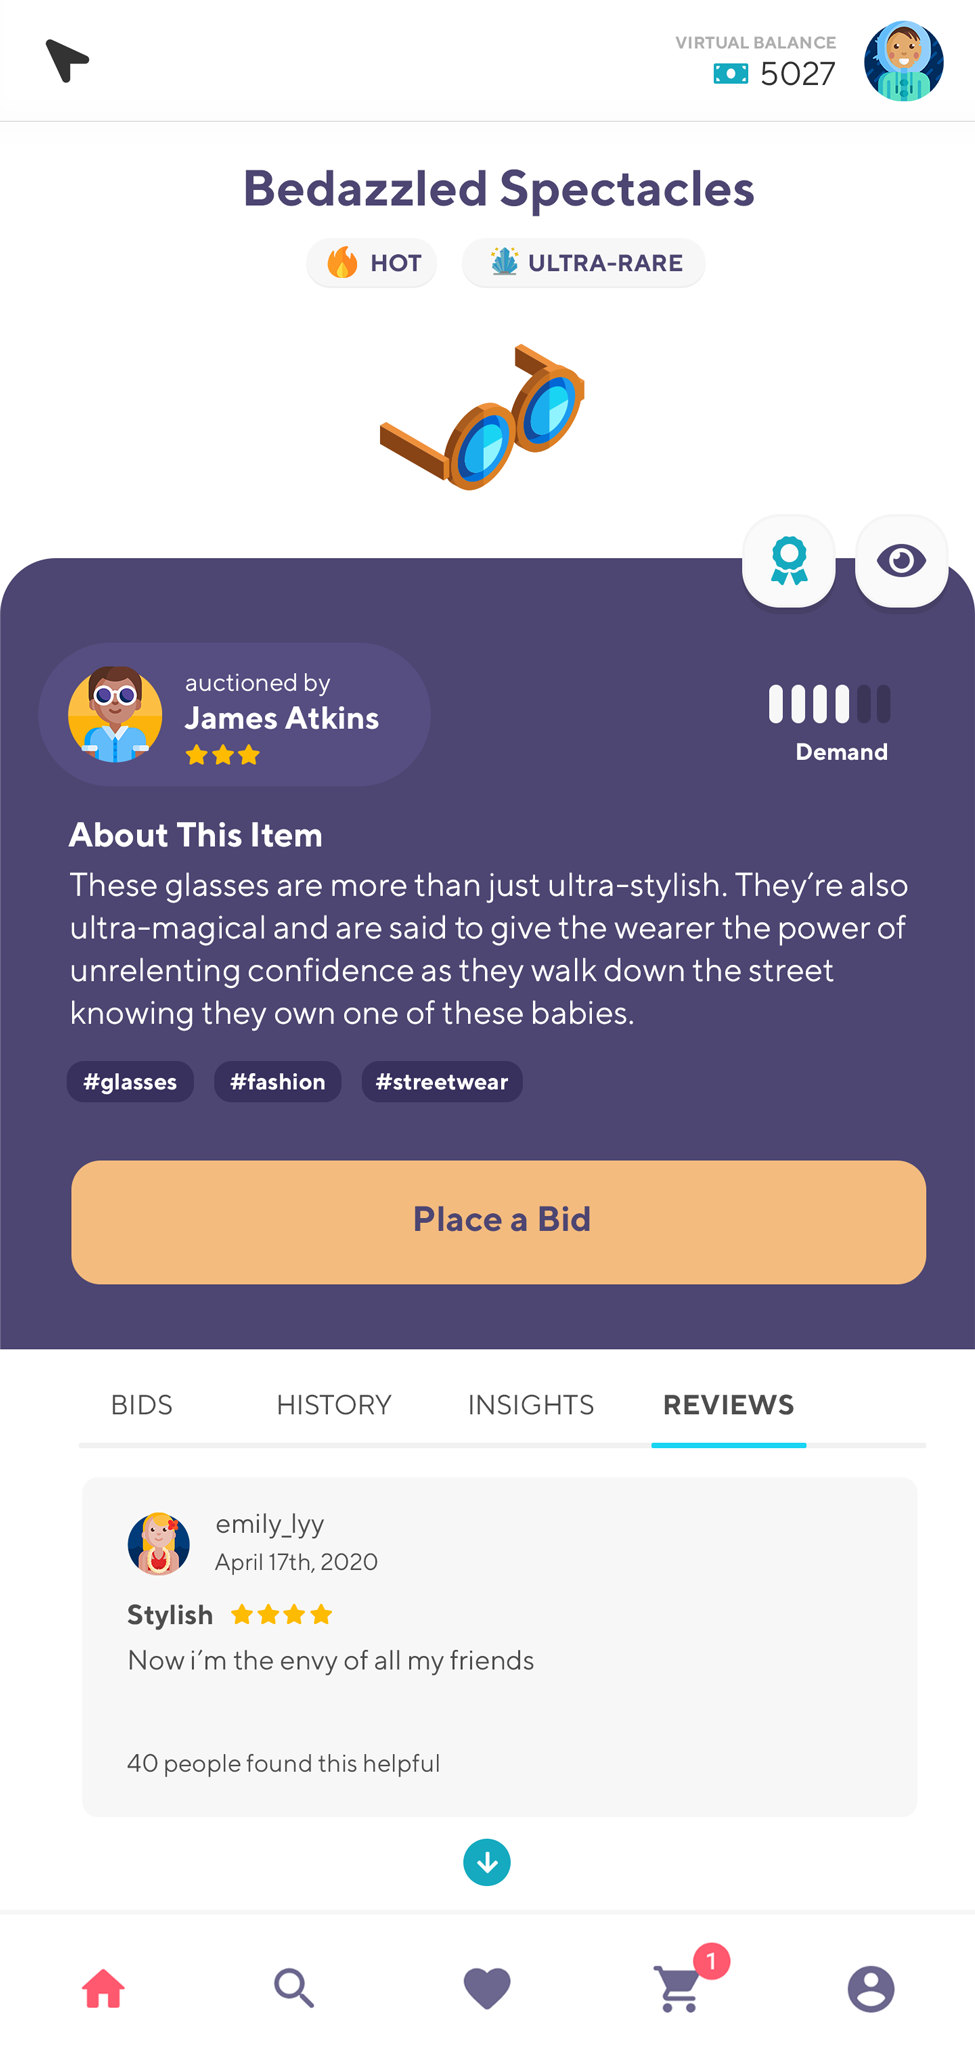 VIRTUAL BALANCE
5027
Bedazzled Spectacles
HOT
ULTRA-RARE
auctioned by
James Atkins
Demand
About This Item
These glasses are more than just ultra-stylish. They’re also
ultra-magical and are said to give the wearer the power of
unrelenting confidence as they walk down the street
knowing they own one of these babies.
#glasses #fashion #streetwear
Place a Bid
BIDS HISTORY INSIGHTS REVIEWS
emily_lyy
April 17th, 2020
Stylish
Now i’m the envy of all my friends
40 people found this helpful
1